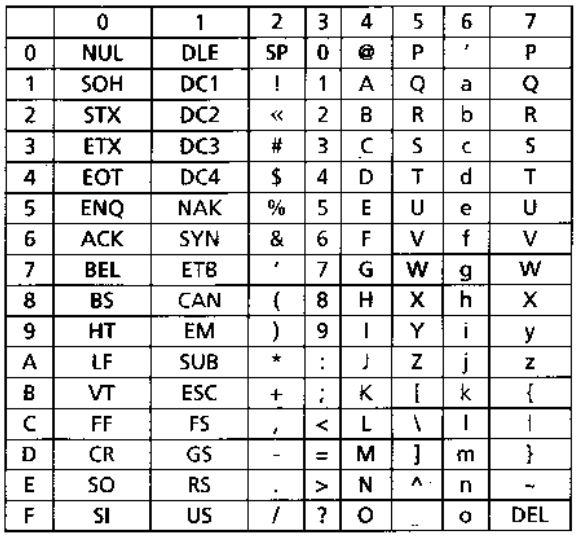 0 1 2 3 4 5 6 7
0 NUL DLE SP 0 @ P ′ P
1 SOH DC1 ! 1 A Q a Q
2 STX DC2 « 2 B R b R
3 ETX DC3 # 3 C S c S
4 EOT DC4 $ 4 D T d T
5 ENQ NAK % 5 E U e U
6 ACK SYN & 6 F V f V
7 BEL ETB ′ 7 G W g W
8 BS CAN ( 8 H X h X
9 HT EM ) 9 I Y i y
A LF SUB * : J Z j z
B VT ESC + ; K [ k {
C FF FS , < L \ l |
D CR GS - = M ] m }
E SO RS . > N ^ n ~
F SI US / ? O _ o DEL